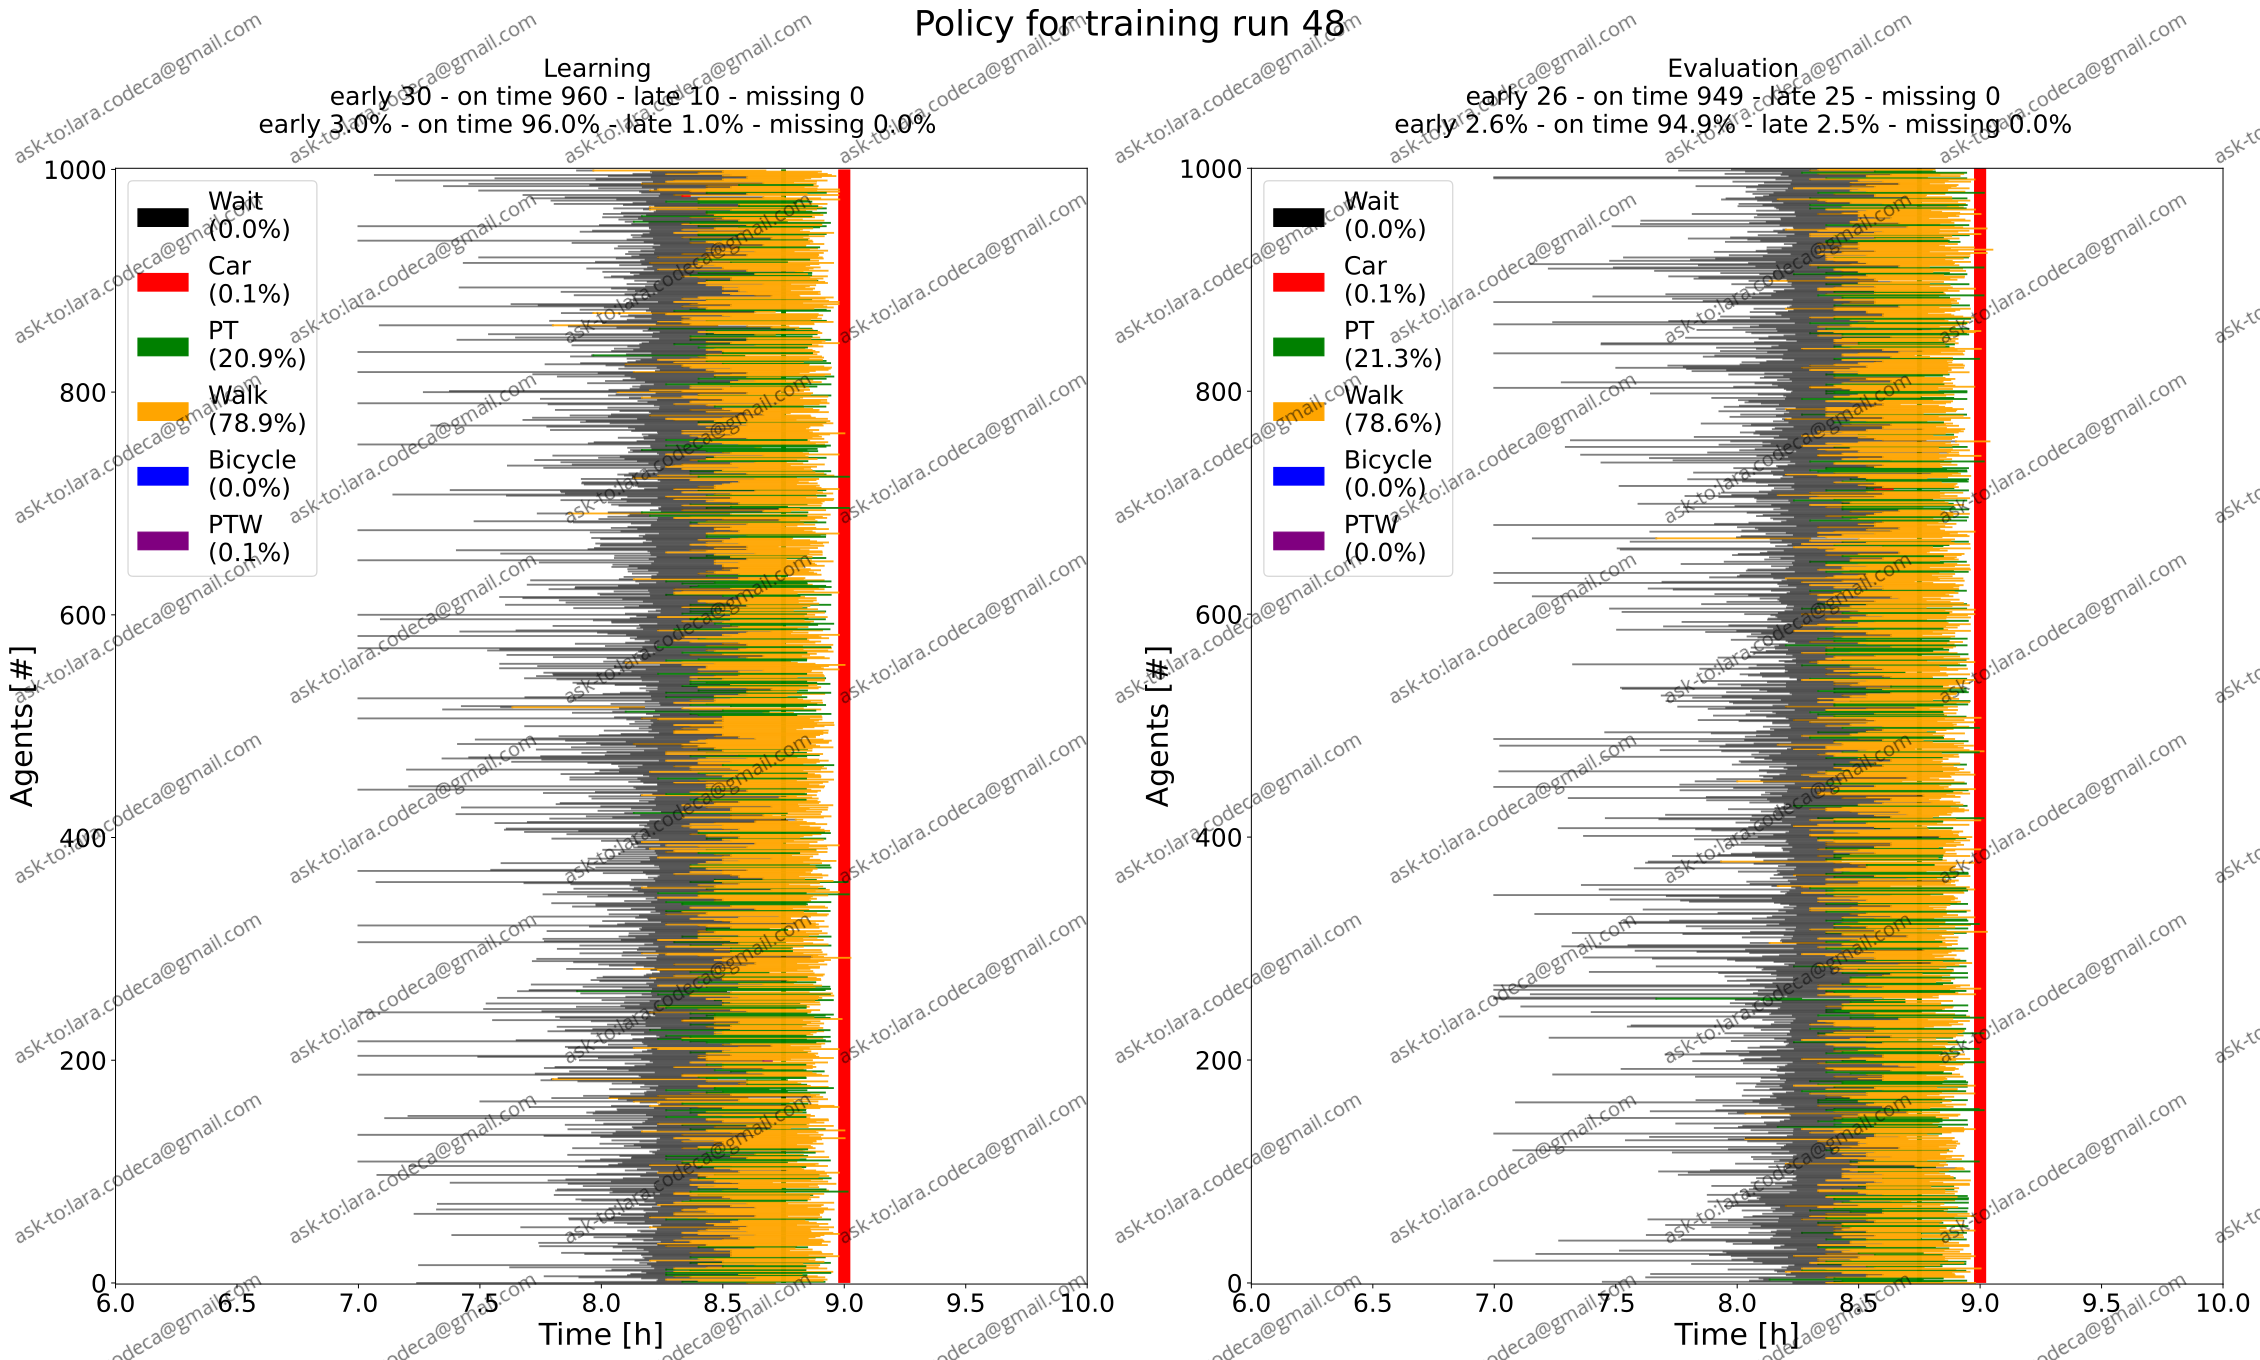 Policy for training run 48
Learning
early 30 - on time 960 - late 10 - missing 0
early 3.0% - on time 96.0% - late 1.0% - missing 0.0%
Wait
(0.0%)
Car
(0.1%)
PT
(20.9%)
Walk
(78.9%)
Bicycle
(0.0%)
PTW
(0.1%)
1000
800
600
400
200
0
Agents [#]
6.0 6.5 7.0 7.5 8.0 8.5 9.0 9.5 10.0
Time [h]
Evaluation
early 26 - on time 949 - late 25 - missing 0
early 2.6% - on time 94.9% - late 2.5% - missing 0.0%
Wait
(0.0%)
Car
(0.1%)
PT
(21.3%)
Walk
(78.6%)
Bicycle
(0.0%)
PTW
(0.0%)
1000
800
600
400
200
0
Agents [#]
6.0 6.5 7.0 7.5 8.0 8.5 9.0 9.5 10.0
Time [h]
ask-to:lara.codeca@gmail.com